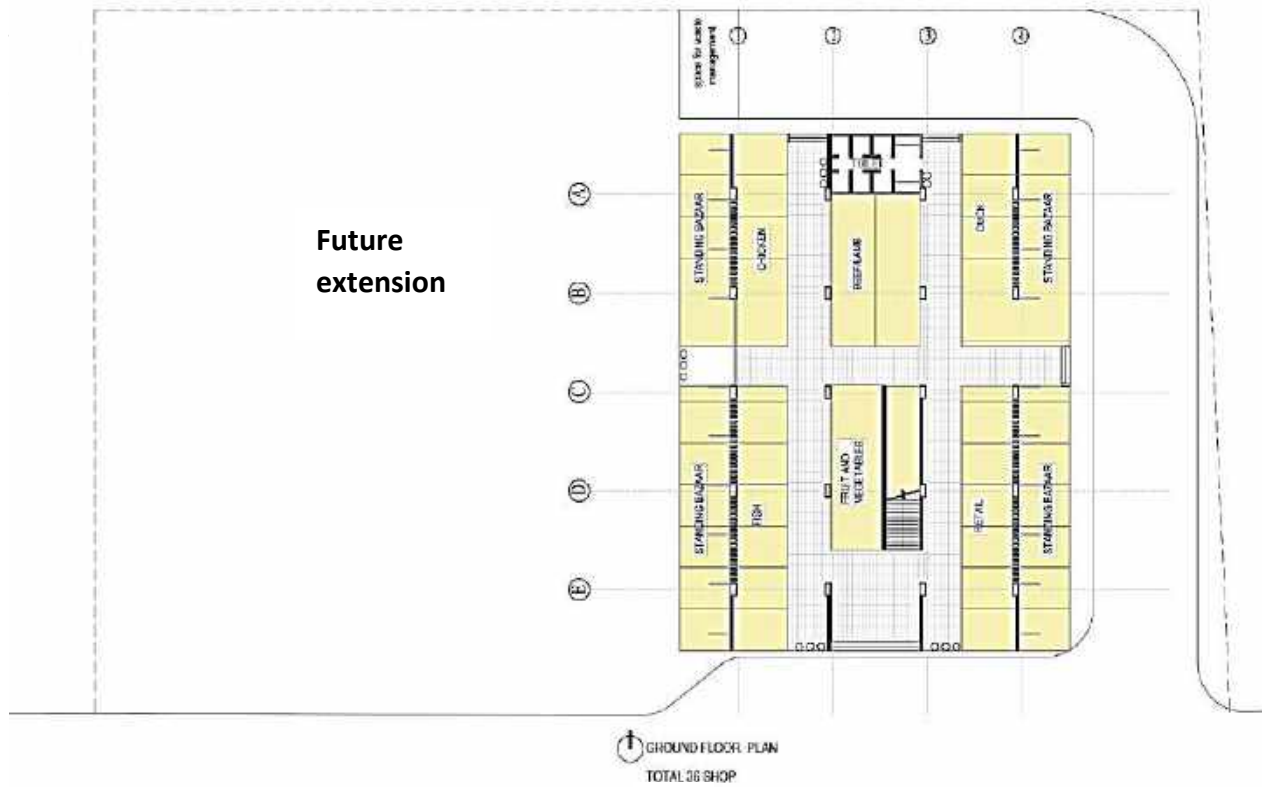 space for waste
management
1
2
3
4
TOILET
A
STANDING BAZAAR
CHICKEN
BEEF/LAMB
DUCK
STANDING BAZAAR
Future
extension
B
C
STANDING BAZAAR
FISH
FRUIT AND
VEGETABLES
RETAIL
STANDING BAZAAR
D
E
GROUND FLOOR PLAN
TOTAL 36 SHOP